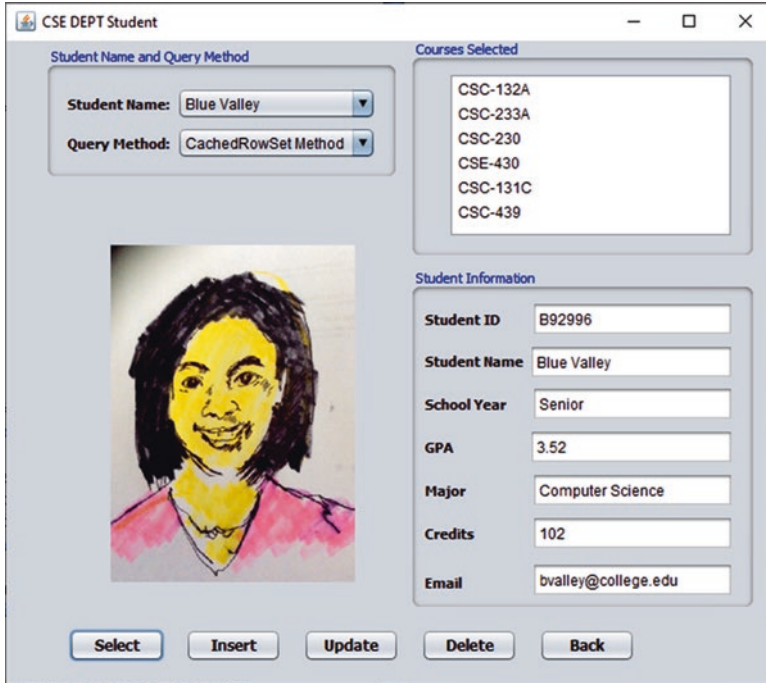 CSE DEPT Student
Student Name and Query Method
Student Name: Blue Valley
Query Method: CachedRowSet Method
Courses Selected
CSC-132A
CSC-233A
CSC-230
CSE-430
CSC-131C
CSC-439
Student Information
Student ID B92996
Student Name Blue Valley
School Year Senior
GPA 3.52
Major Computer Science
Credits 102
Email bvalley@college.edu
Select Insert Update Delete Back